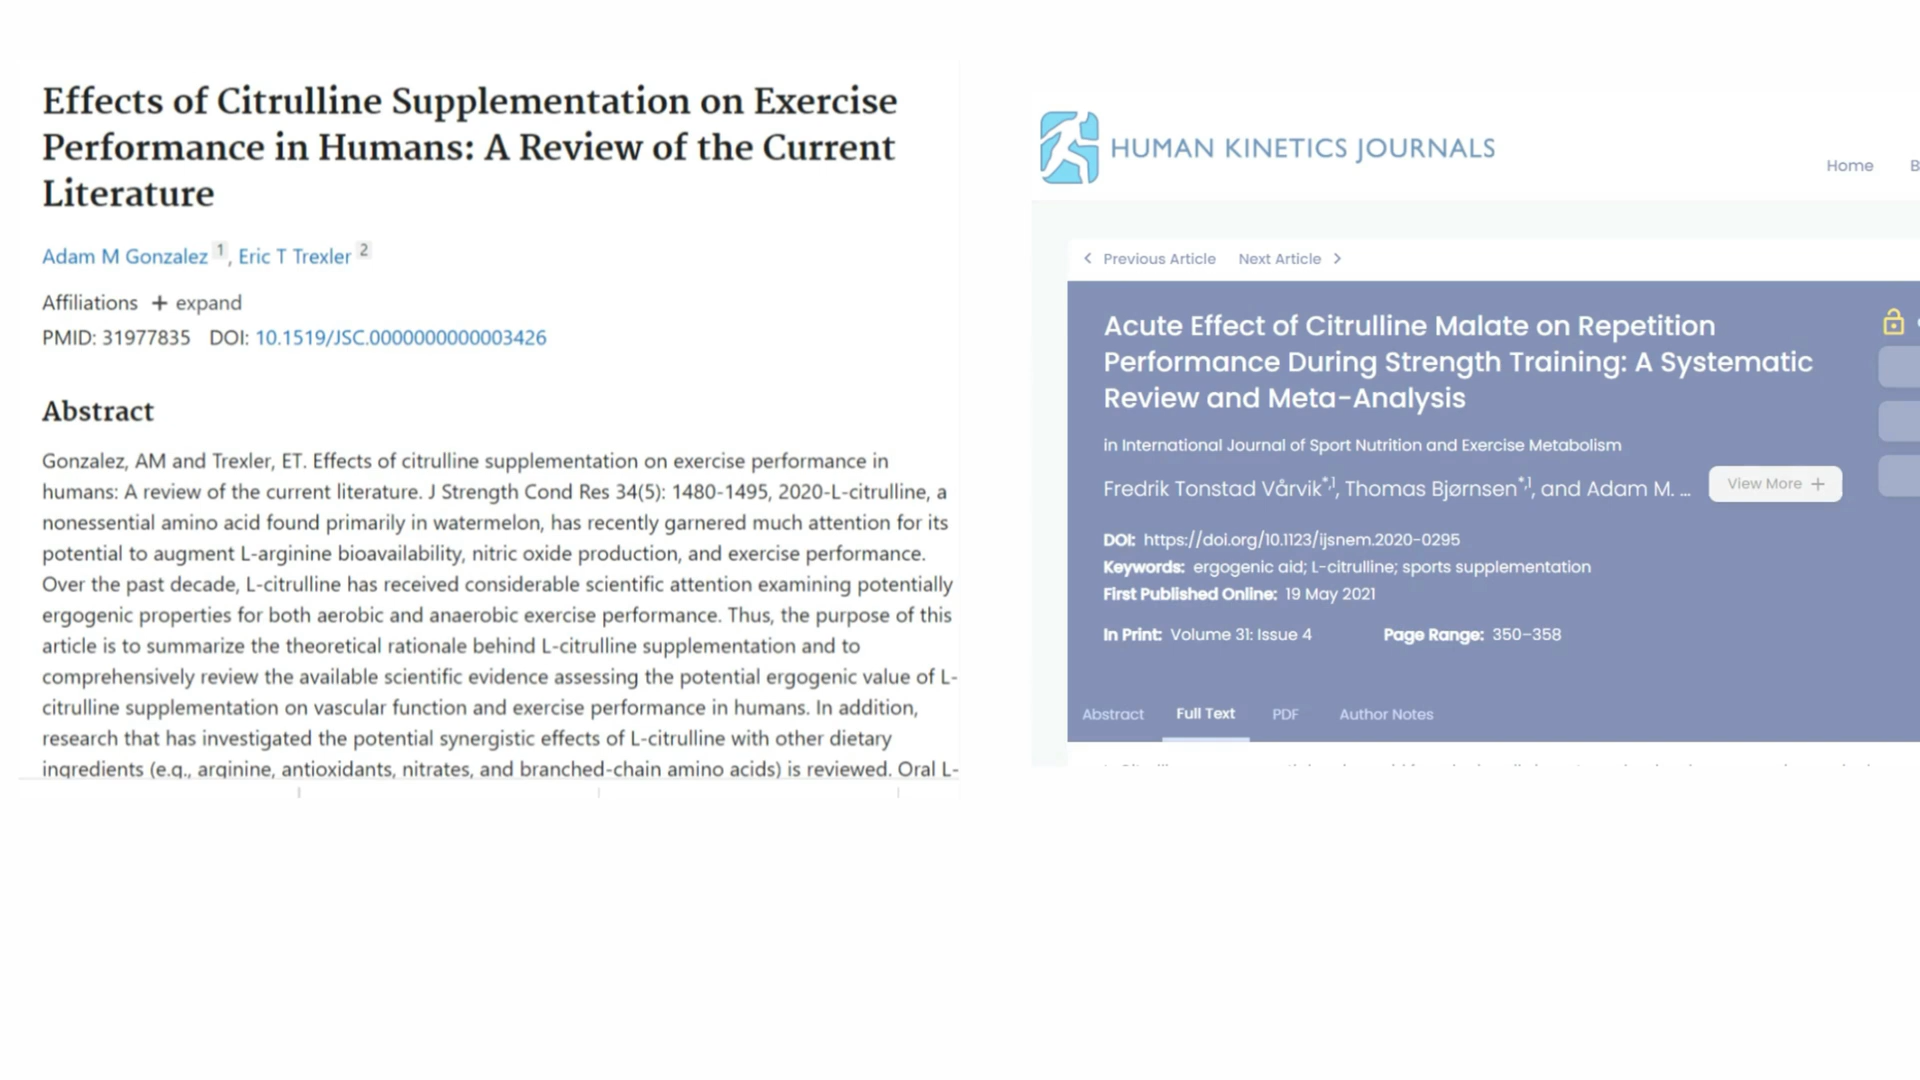 Effects of Citrulline Supplementation on Exercise
Performance in Humans: A Review of the Current
Literature
Adam M Gonzalez 1, Eric T Trexler 2
Affiliations + expand
PMID: 31977835 DOI: 10.1519/JSC.0000000000003426
Abstract
Gonzalez, AM and Trexler, ET. Effects of citrulline supplementation on exercise performance in
humans: A review of the current literature. J Strength Cond Res 34(5): 1480-1495, 2020-L-citrulline, a
nonessential amino acid found primarily in watermelon, has recently garnered much attention for its
potential to augment L-arginine bioavailability, nitric oxide production, and exercise performance.
Over the past decade, L-citrulline has received considerable scientific attention examining potentially
ergogenic properties for both aerobic and anaerobic exercise performance. Thus, the purpose of this
article is to summarize the theoretical rationale behind L-citrulline supplementation and to
comprehensively review the available scientific evidence assessing the potential ergogenic value of L-
citrulline supplementation on vascular function and exercise performance in humans. In addition,
research that has investigated the potential synergistic effects of L-citrulline with other dietary
ingredients (e.g., arginine, antioxidants, nitrates, and branched-chain amino acids) is reviewed. Oral L-
HUMAN KINETICS JOURNALS
Home B
< Previous Article Next Article >
Acute Effect of Citrulline Malate on Repetition
Performance During Strength Training: A Systematic
Review and Meta-Analysis
in International Journal of Sport Nutrition and Exercise Metabolism
Fredrik Tonstad Vårvik*,1, Thomas Bjørnsen*,1, and Adam M. ...
View More +
DOI: https://doi.org/10.1123/ijsnem.2020-0295
Keywords: ergogenic aid; L-citrulline; sports supplementation
First Published Online: 19 May 2021
In Print: Volume 31: Issue 4 Page Range: 350–358
Abstract Full Text PDF Author Notes